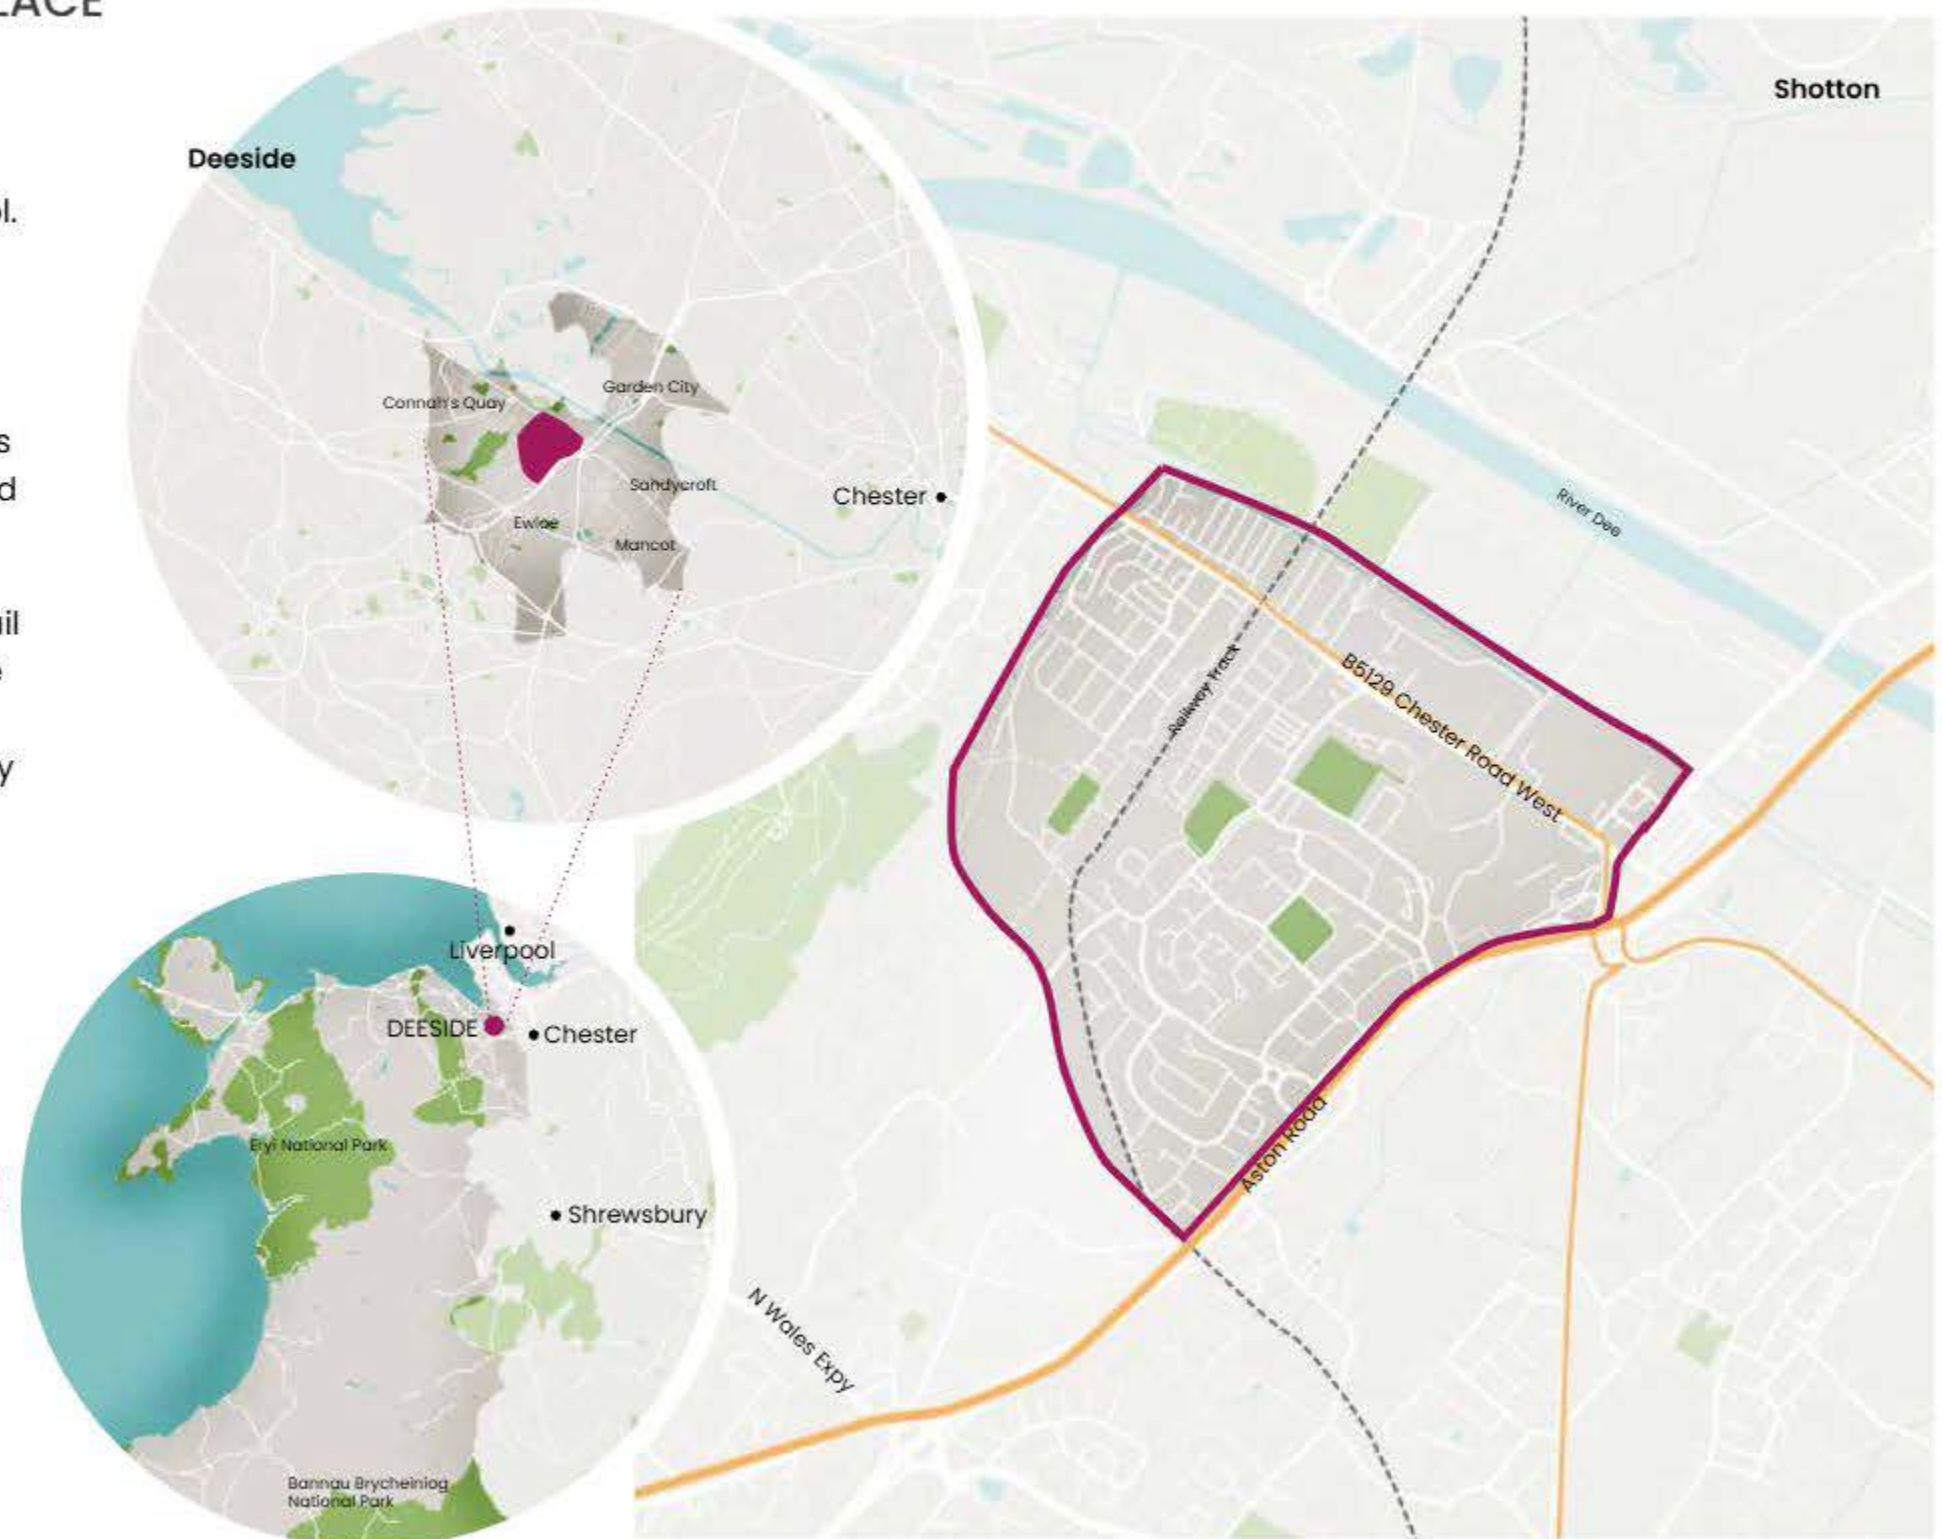 LACE
l.
s
d
il
e
y
Deeside
Connah's Quay
Garden City
Sandycroft
Ewloe
Mancot
Chester
Shotton
River Dee
Railway Track
B5129 Chester Road West
Aston Road
N Wales Expy
Liverpool
DEESIDE
Chester
Eryi National Park
Shrewsbury
Bannau Brycheiniog
National Park